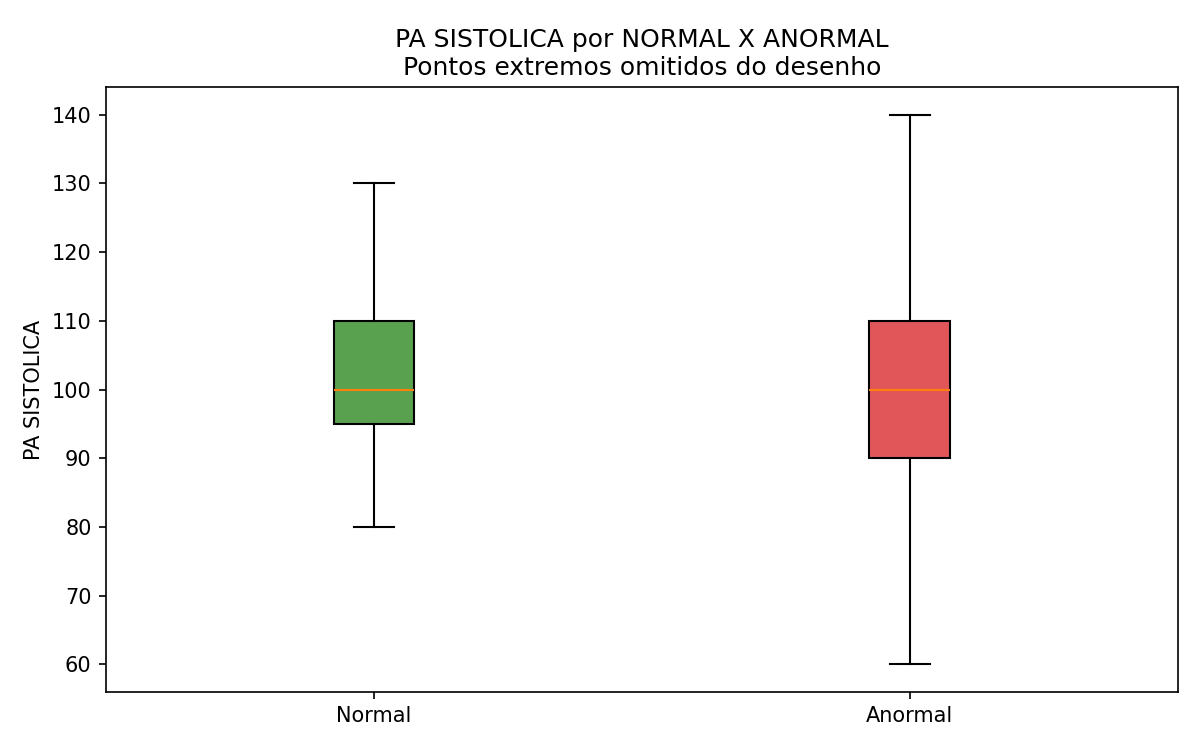 PA SISTOLICA por NORMAL X ANORMAL
Pontos extremos omitidos do desenho
PA SISTOLICA
140
130
120
110
100
90
80
70
60
Normal
Anormal